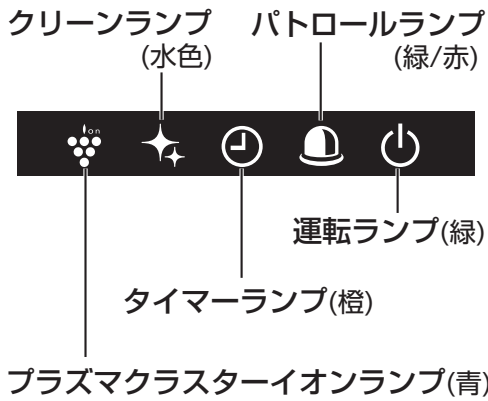 クリーンランプ
(水色)
パトロールランプ
(緑/赤)
ion
運転ランプ(緑)
タイマーランプ(橙)
プラズマクラスターイオンランプ(青)